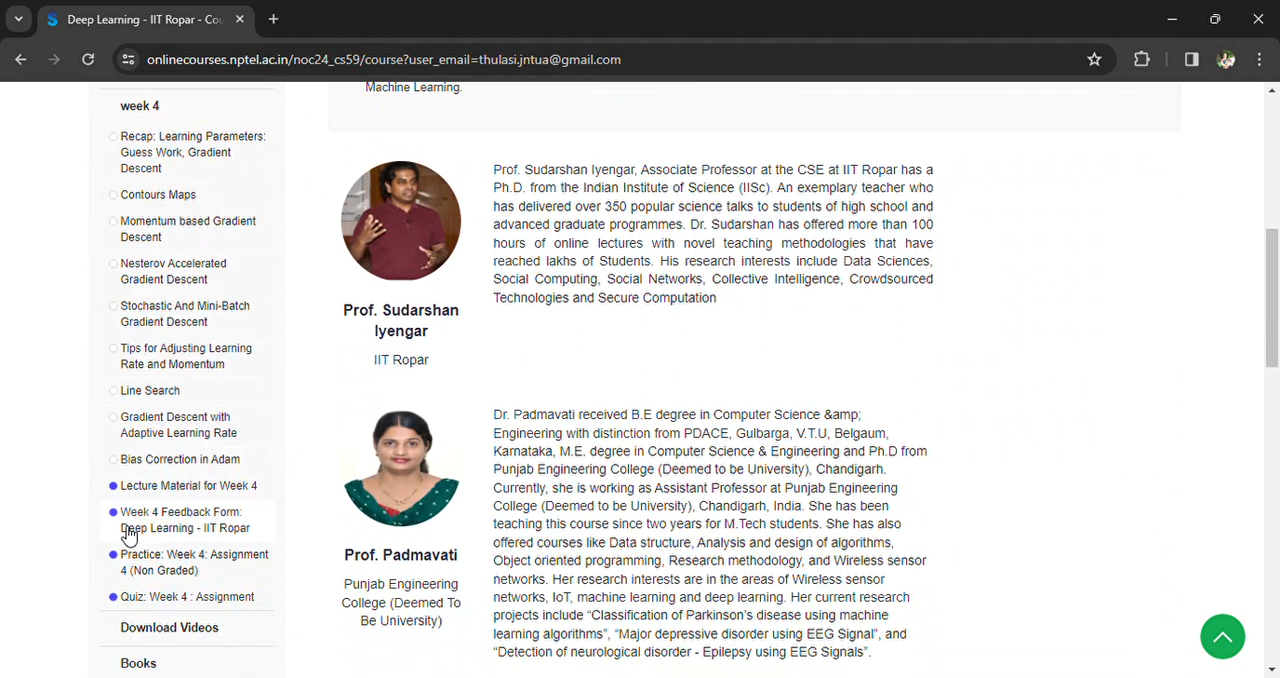 Deep Learning - IIT Ropar - Cou
onlinecourses.nptel.ac.in/noc24_cs59/course?user_email=thulasi.jntua@gmail.com
week 4
Recap: Learning Parameters:
Guess Work, Gradient
Descent
Contours Maps
Momentum based Gradient
Descent
Nesterov Accelerated
Gradient Descent
Stochastic And Mini-Batch
Gradient Descent
Tips for Adjusting Learning
Rate and Momentum
Line Search
Gradient Descent with
Adaptive Learning Rate
Bias Correction in Adam
Lecture Material for Week 4
Week 4 Feedback Form:
Deep Learning - IIT Ropar
Practice: Week 4: Assignment
4 (Non Graded)
Quiz: Week 4 : Assignment
Download Videos
Books
Machine Learning.
Prof. Sudarshan
Iyengar
IIT Ropar
Prof. Sudarshan Iyengar, Associate Professor at the CSE at IIT Ropar has a
Ph.D. from the Indian Institute of Science (IISc). An exemplary teacher who
has delivered over 350 popular science talks to students of high school and
advanced graduate programmes. Dr. Sudarshan has offered more than 100
hours of online lectures with novel teaching methodologies that have
reached lakhs of Students. His research interests include Data Sciences,
Social Computing, Social Networks, Collective Intelligence, Crowdsourced
Technologies and Secure Computation
Prof. Padmavati
Punjab Engineering
College (Deemed To
Be University)
Dr. Padmavati received B.E degree in Computer Science &amp;
Engineering with distinction from PDACE, Gulbarga, V.T.U, Belgaum,
Karnataka, M.E. degree in Computer Science & Engineering and Ph.D from
Punjab Engineering College (Deemed to be University), Chandigarh.
Currently, she is working as Assistant Professor at Punjab Engineering
College (Deemed to be University), Chandigarh, India. She has been
teaching this course since two years for M.Tech students. She has also
offered courses like Data structure, Analysis and design of algorithms,
Object oriented programming, Research methodology, and Wireless sensor
networks. Her research interests are in the areas of Wireless sensor
networks, IoT, machine learning and deep learning. Her current research
projects include “Classification of Parkinson’s disease using machine
learning algorithms”, “Major depressive disorder using EEG Signal”, and
“Detection of neurological disorder - Epilepsy using EEG Signals”.